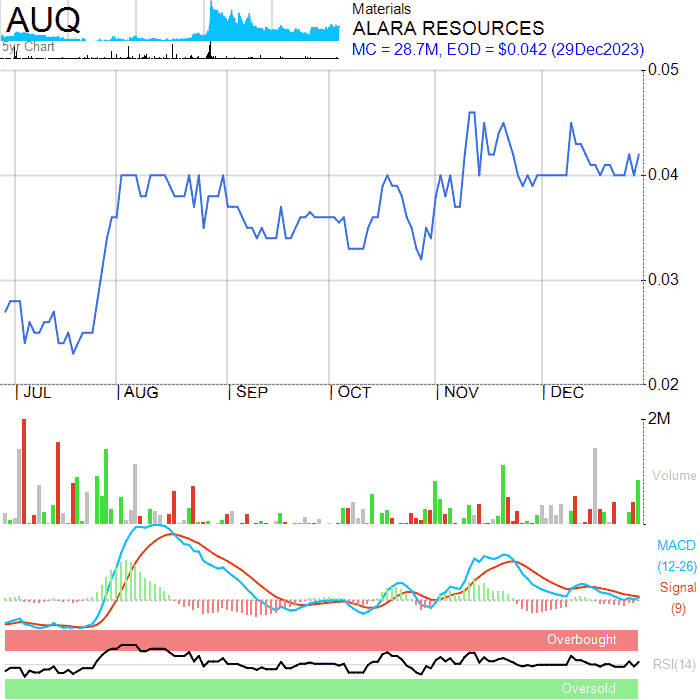 AUQ
5yr Chart
Materials
ALARA RESOURCES
MC = 28.7M, EOD = $0.042 (29Dec2023)
0.05
0.04
0.03
0.02
JUL AUG SEP OCT NOV DEC
2M
Volume
MACD
(12-26)
Signal
(9)
Overbought
RSI(14)
Oversold